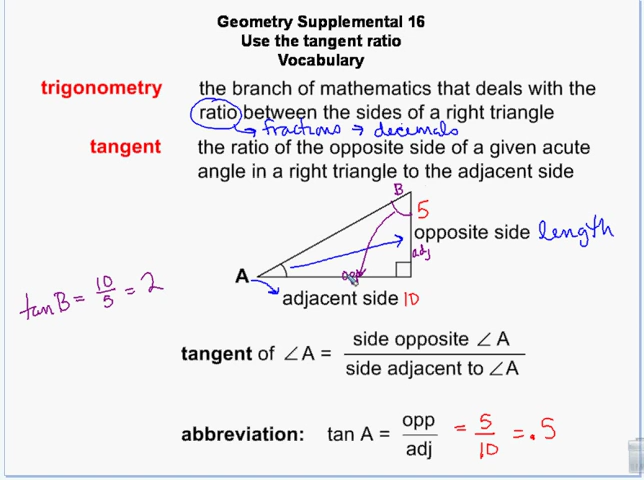 Geometry Supplemental 16
Use the tangent ratio
Vocabulary
trigonometry the branch of mathematics that deals with the
ratio between the sides of a right triangle
fractions → decimals
tangent the ratio of the opposite side of a given acute
angle in a right triangle to the adjacent side
B
5
opposite side length
adj
A
opp
adjacent side 10
tan B = 10/5 = 2
tangent of ∠A = side opposite ∠A
side adjacent to ∠A
abbreviation: tan A = opp/adj = 5/10 = .5